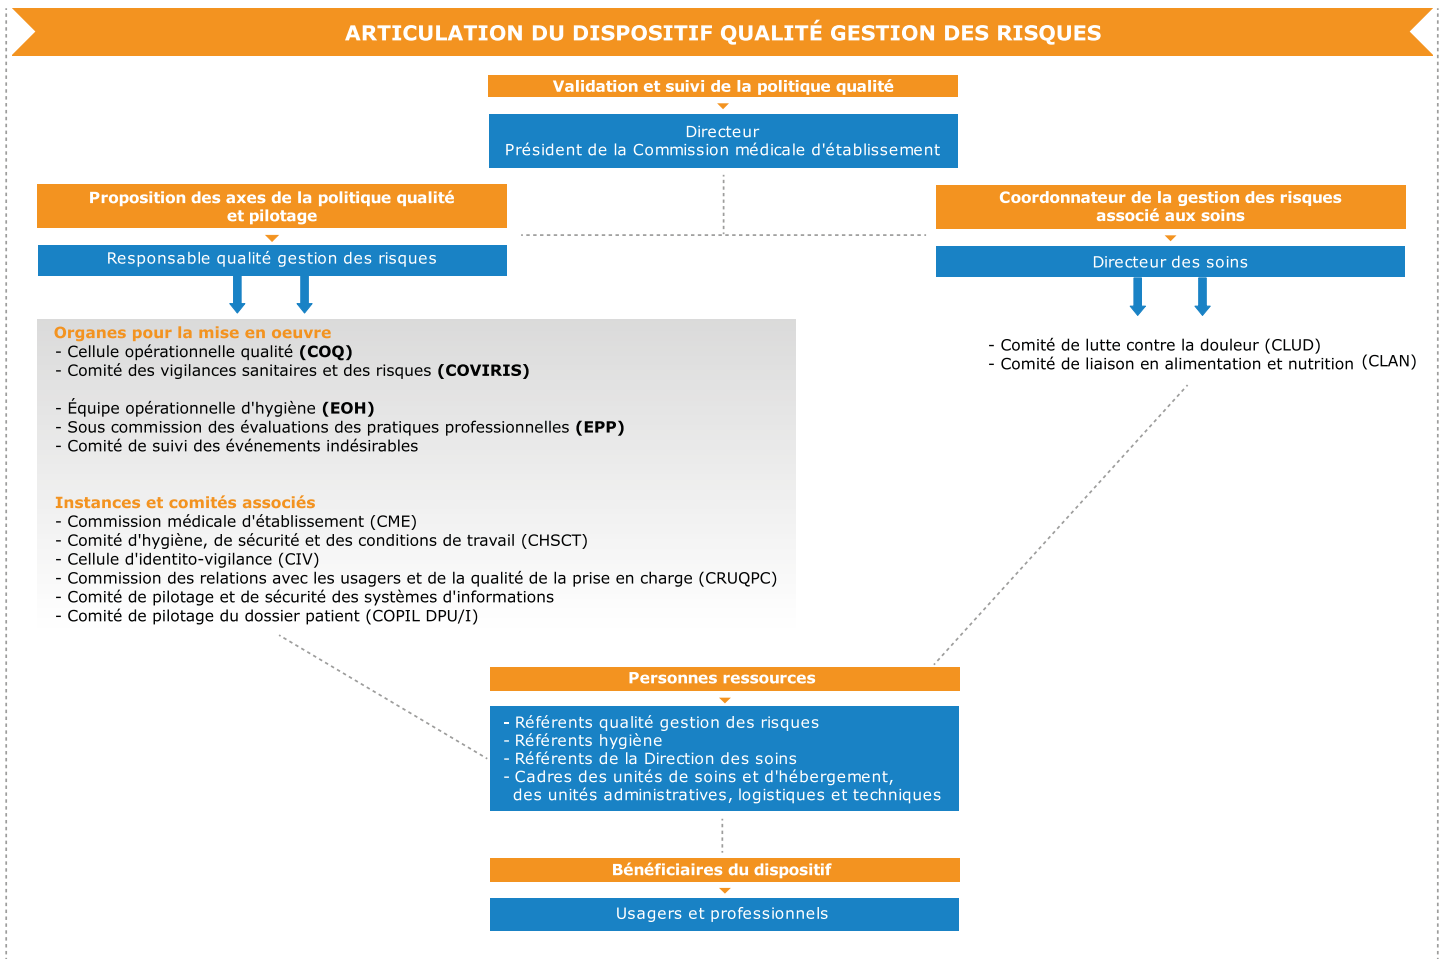 ARTICULATION DU DISPOSITIF QUALITÉ GESTION DES RISQUES
Validation et suivi de la politique qualité
Directeur
Président de la Commission médicale d'établissement
Proposition des axes de la politique qualité
et pilotage
Responsable qualité gestion des risques
Coordonnateur de la gestion des risques
associé aux soins
Directeur des soins
Organes pour la mise en oeuvre
- Cellule opérationnelle qualité (COQ)
- Comité des vigilances sanitaires et des risques (COVIRIS)
- Équipe opérationnelle d'hygiène (EOH)
- Sous commission des évaluations des pratiques professionnelles (EPP)
- Comité de suivi des événements indésirables
Instances et comités associés
- Commission médicale d'établissement (CME)
- Comité d'hygiène, de sécurité et des conditions de travail (CHSCT)
- Cellule d'identito-vigilance (CIV)
- Commission des relations avec les usagers et de la qualité de la prise en charge (CRUQPC)
- Comité de pilotage et de sécurité des systèmes d'informations
- Comité de pilotage du dossier patient (COPIL DPU/I)
- Comité de lutte contre la douleur (CLUD)
- Comité de liaison en alimentation et nutrition (CLAN)
Personnes ressources
- Référents qualité gestion des risques
- Référents hygiène
- Référents de la Direction des soins
- Cadres des unités de soins et d'hébergement,
des unités administratives, logistiques et techniques
Bénéficiaires du dispositif
Usagers et professionnels